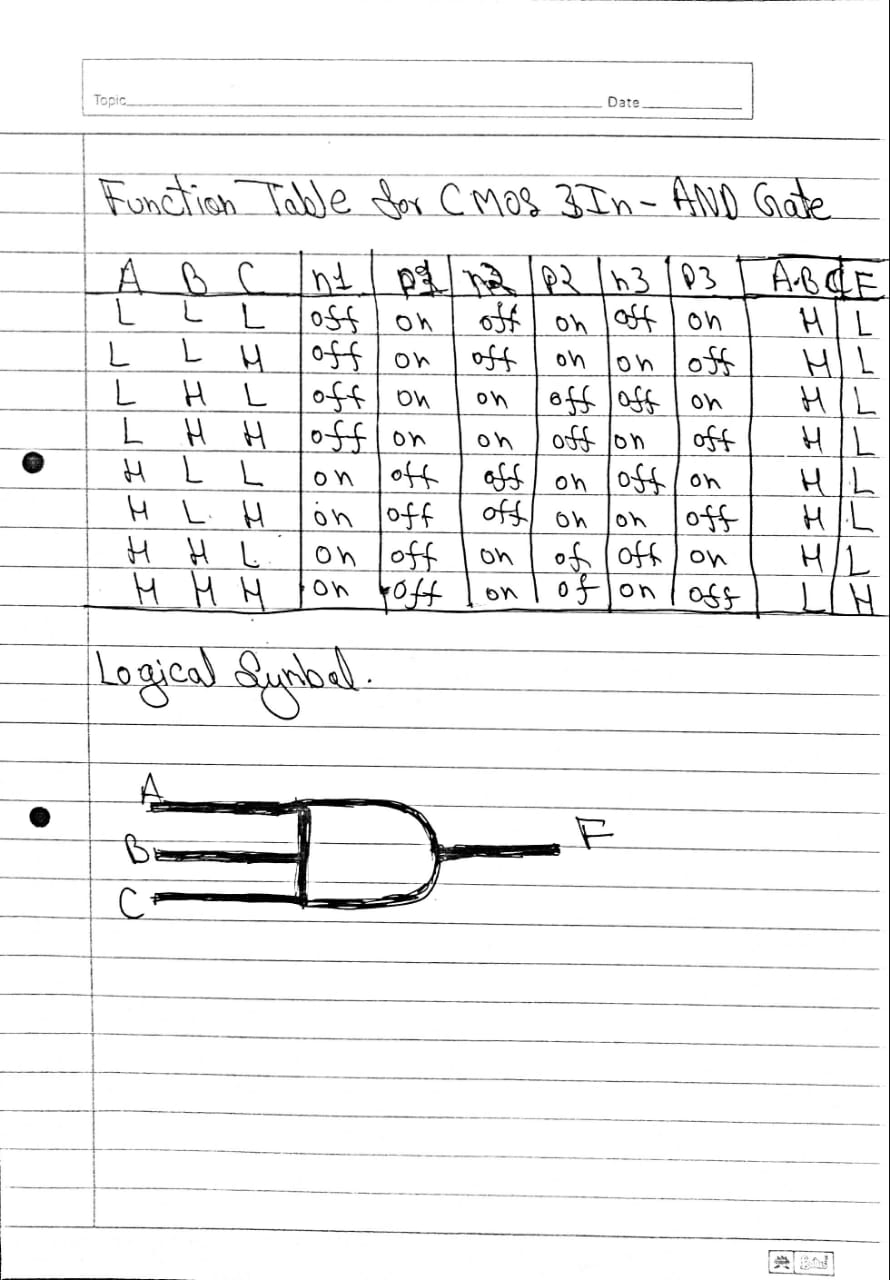 Topic Date
Function Table for CMOS 3In- AND Gate
A B C n1 p1 n2 p2 n3 p3 A.B.C F
L L L off on off on off on H L
L L H off on off on on off H L
L H L off on on off off on H L
L H H off on on off on off H L
H L L on off off on off on H L
H L. H on off off on on off H L
H H L. on off on of off on H L
H H H on off on of on off L H
Logical Synbal.
A
F
B
C